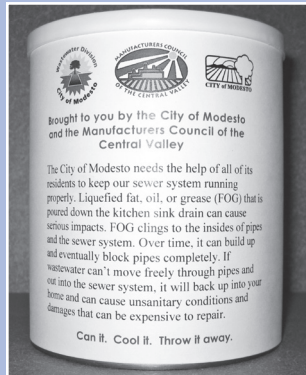 Wastewater Division
City of Modesto
MANUFACTURERS COUNCIL
OF THE CENTRAL VALLEY
CITY of MODESTO
Brought to you by the City of Modesto
and the Manufacturers Council of the
Central Valley
The City of Modesto needs the help of all of its
residents to keep our sewer system running
properly. Liquefied fat, oil, or grease (FOG) that is
poured down the kitchen sink drain can cause
serious impacts. FOG clings to the insides of pipes
and the sewer system. Over time, it can build up
and eventually block pipes completely. If
wastewater can't move freely through pipes and
out into the sewer system, it will back up into your
home and can cause unsanitary conditions and
damages that can be expensive to repair.
Can it. Cool it. Throw it away.